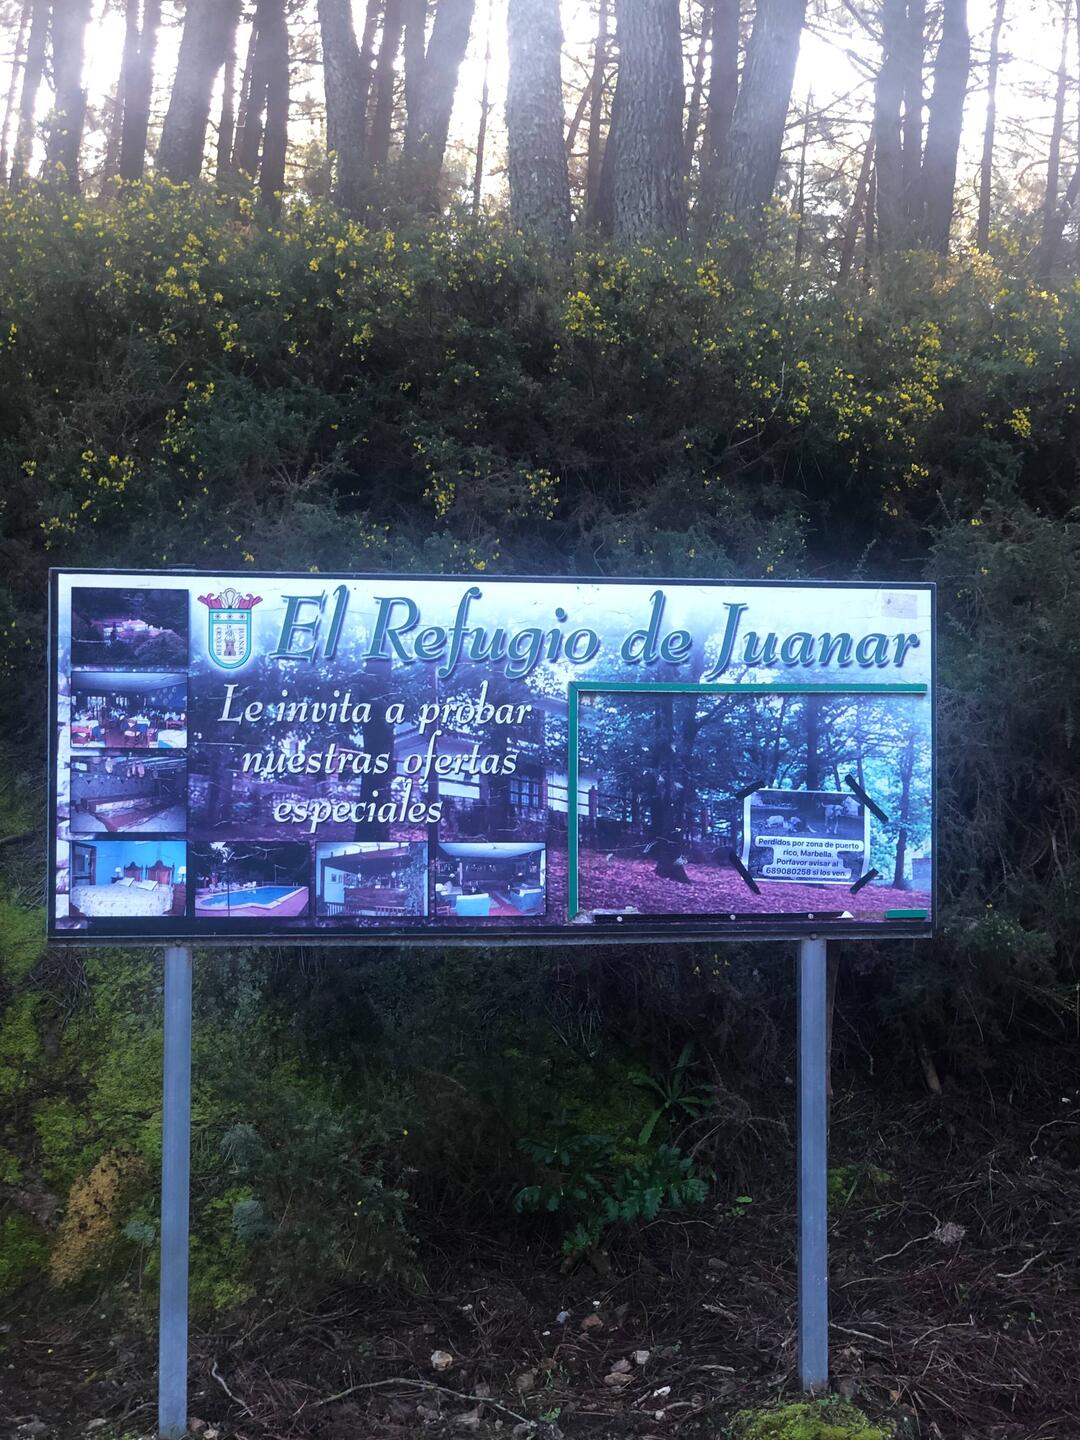 El Refugio de Juanar
Le invita a probar
nuestras ofertas
especiales
Perdidos por zona de puerto
rico, Marbella.
Porfavor avisar al
689080258 si los ven.